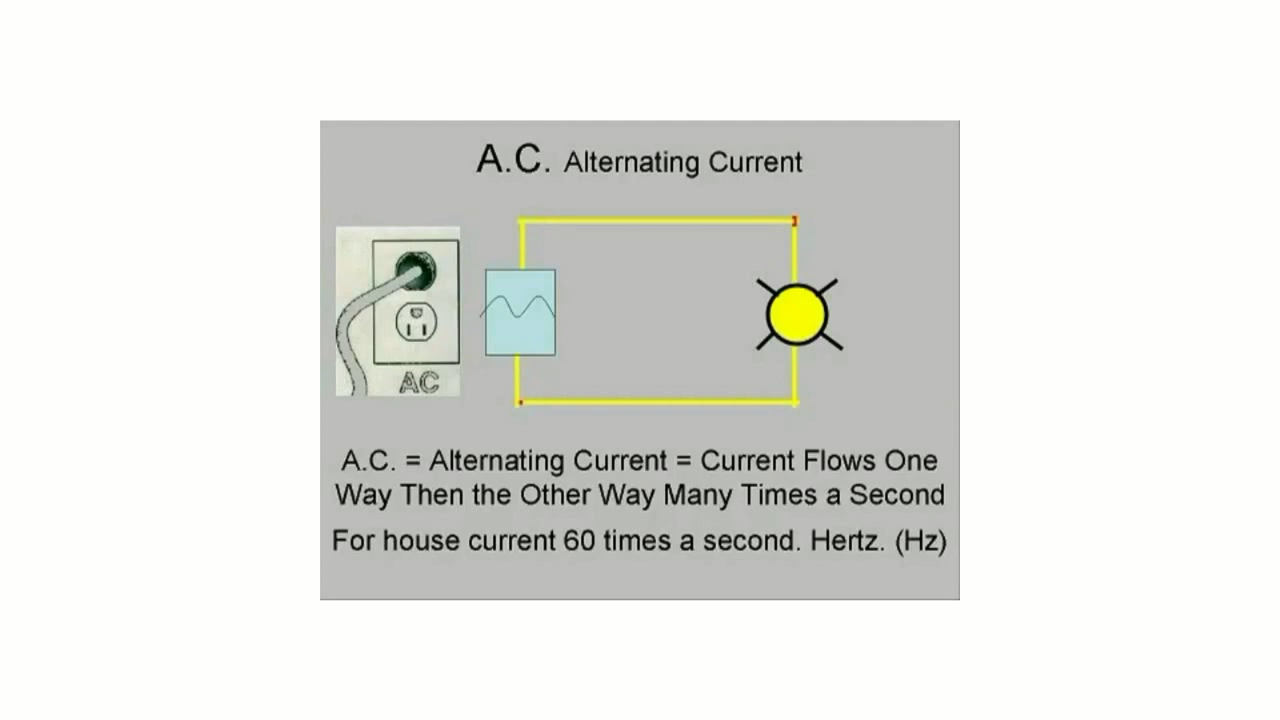 A.C. Alternating Current
AC
A.C. = Alternating Current = Current Flows One
Way Then the Other Way Many Times a Second
For house current 60 times a second. Hertz. (Hz)